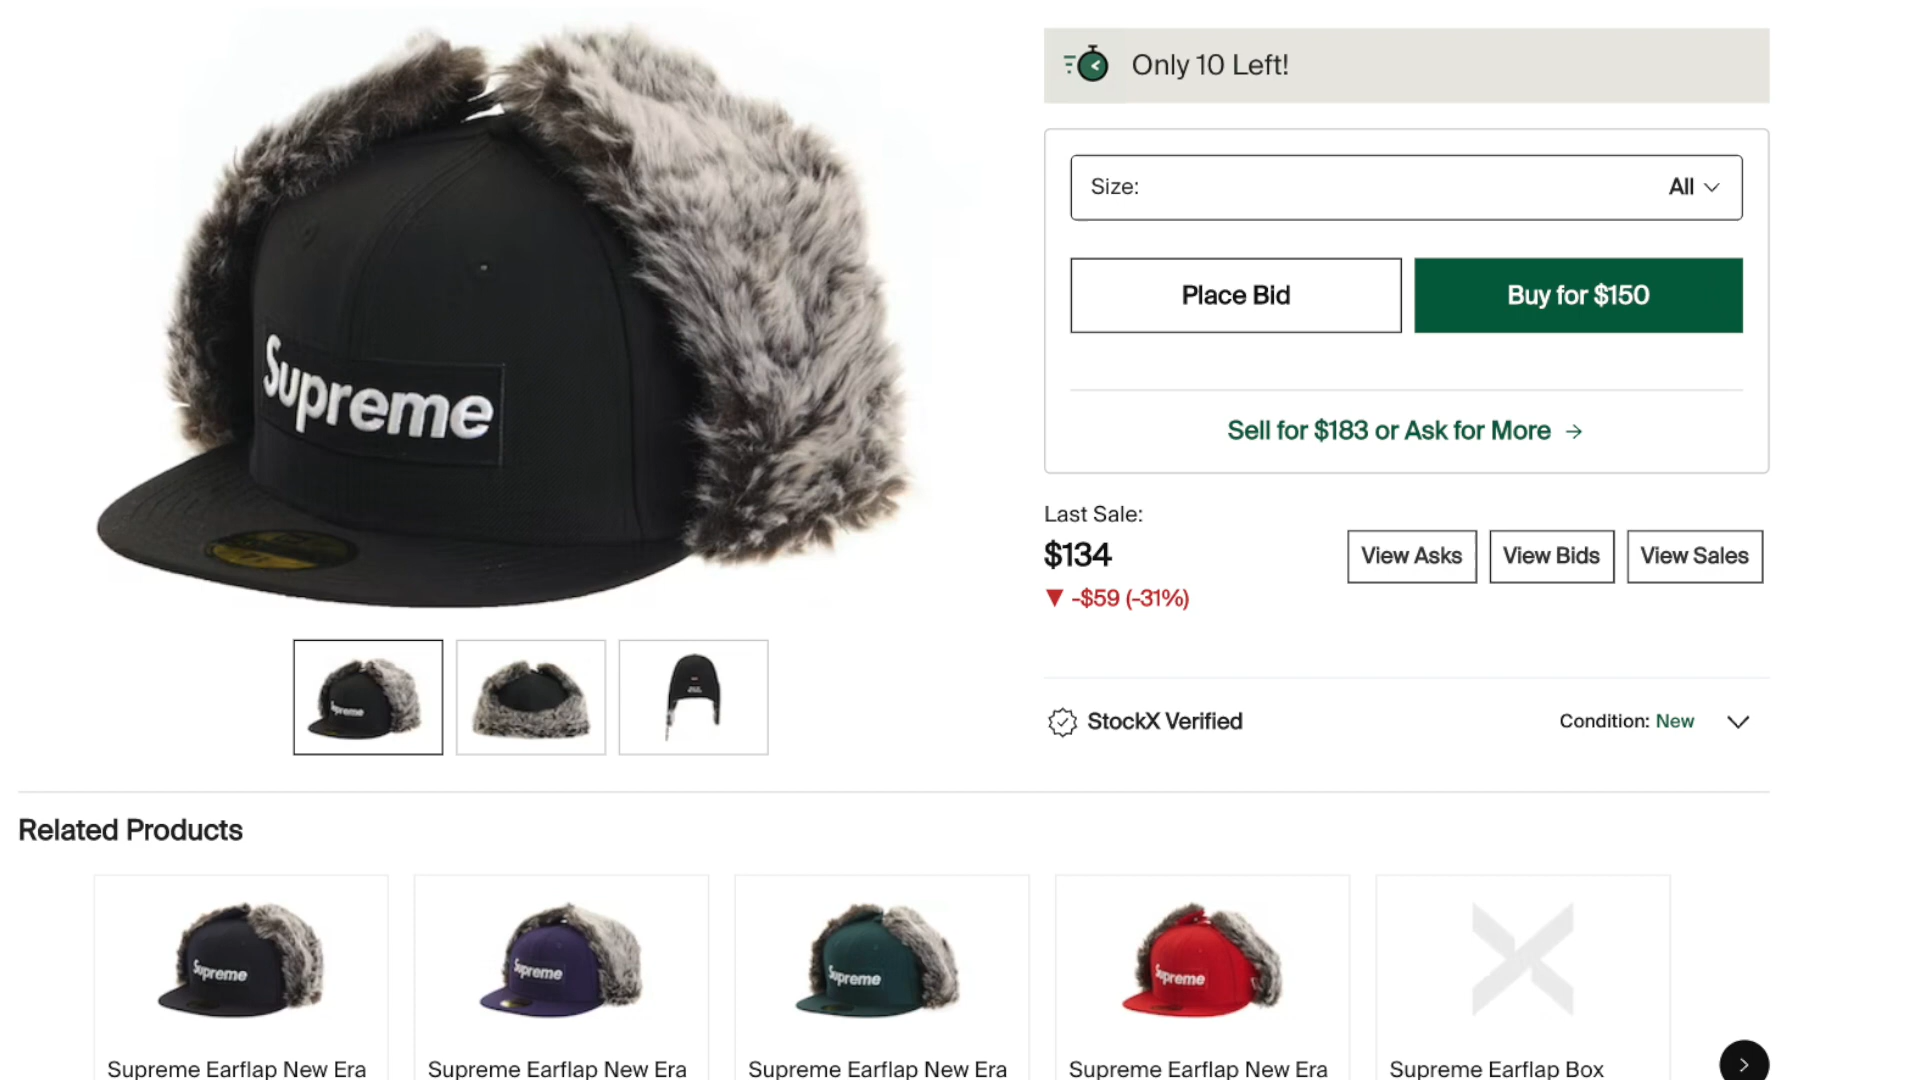 Supreme
Only 10 Left!
Size:
All
Place Bid
Buy for $150
Sell for $183 or Ask for More →
Last Sale:
$134
▼ -$59 (-31%)
View Asks
View Bids
View Sales
StockX Verified
Condition: New
Supreme
Related Products
Supreme
Supreme
Supreme
Supreme
Supreme Earflap New Era
Supreme Earflap New Era
Supreme Earflap New Era
Supreme Earflap New Era
Supreme Earflap Box